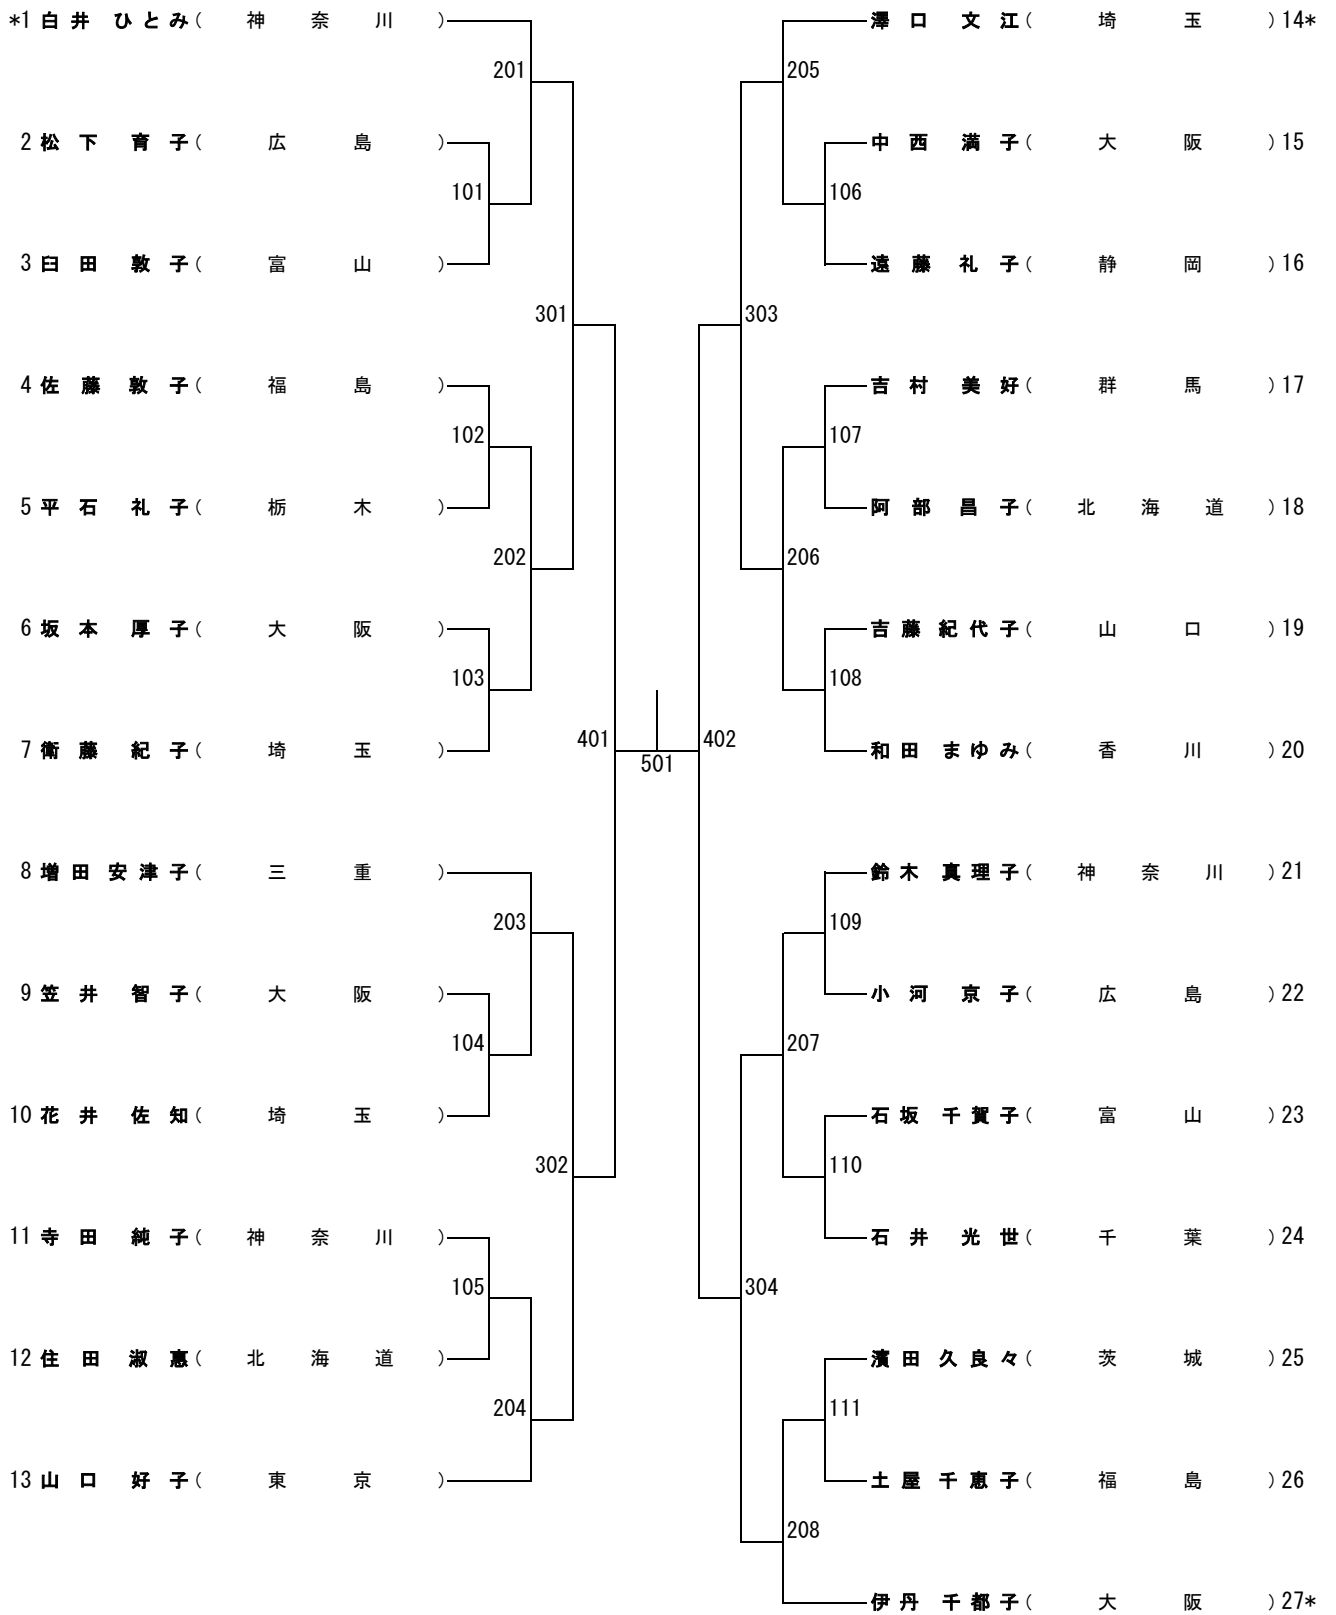 *1 白井 ひとみ ( 神奈川 )
201
2 松下 育子 ( 広島 )
101
3 臼田 敦子 ( 富山 )
301
4 佐藤 敦子 ( 福島 )
102
5 平石 礼子 ( 栃木 )
202
6 坂本 厚子 ( 大阪 )
103
7 衛藤 紀子 ( 埼玉 )
401
8 増田 安津子 ( 三重 )
203
9 笠井 智子 ( 大阪 )
104
10 花井 佐知 ( 埼玉 )
302
11 寺田 純子 ( 神奈川 )
105
12 住田 淑恵 ( 北海道 )
204
13 山口 好子 ( 東京 )
501
澤口 文江 ( 埼玉 ) 14*
205
中西 満子 ( 大阪 ) 15
106
遠藤 礼子 ( 静岡 ) 16
303
吉村 美好 ( 群馬 ) 17
107
阿部 昌子 ( 北海道 ) 18
206
吉藤 紀代子 ( 山口 ) 19
108
402
和田 まゆみ ( 香川 ) 20
鈴木 真理子 ( 神奈川 ) 21
109
小河 京子 ( 広島 ) 22
207
石坂 千賀子 ( 富山 ) 23
110
石井 光世 ( 千葉 ) 24
304
濱田 久良々 ( 茨城 ) 25
111
土屋 千恵子 ( 福島 ) 26
208
伊丹 千都子 ( 大阪 ) 27*